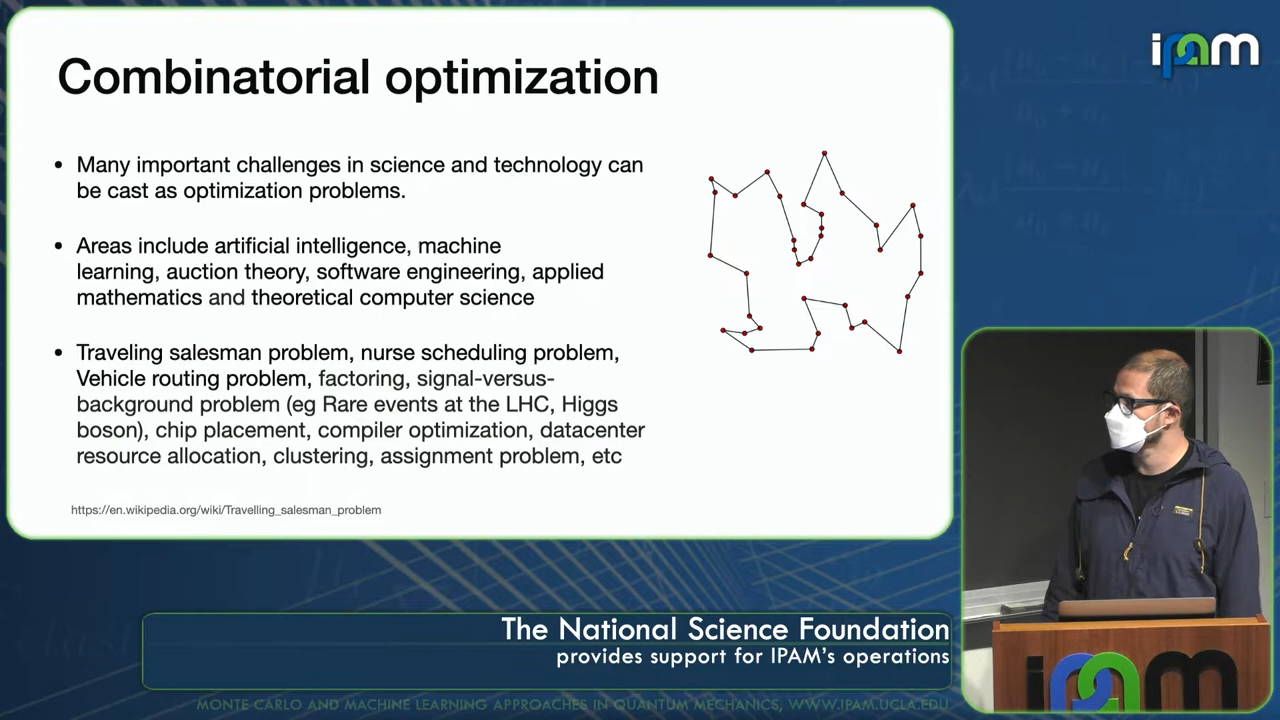 Combinatorial optimization
ipam
• Many important challenges in science and technology can
be cast as optimization problems.
• Areas include artificial intelligence, machine
learning, auction theory, software engineering, applied
mathematics and theoretical computer science
• Traveling salesman problem, nurse scheduling problem,
Vehicle routing problem, factoring, signal-versus-
background problem (eg Rare events at the LHC, Higgs
boson), chip placement, compiler optimization, datacenter
resource allocation, clustering, assignment problem, etc
https://en.wikipedia.org/wiki/Travelling_salesman_problem
The National Science Foundation
provides support for IPAM's operations
ipam
MONTE CARLO AND MACHINE LEARNING APPROACHES IN QUANTUM MECHANICS, WWW.IPAM.UCLA.EDU